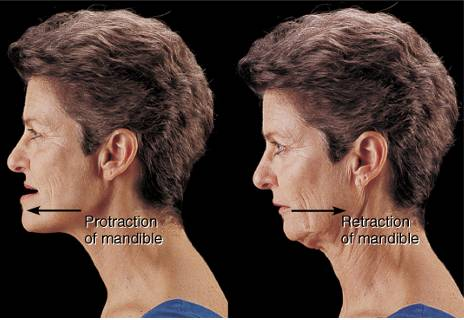 Protraction
of mandible
Retraction
of mandible